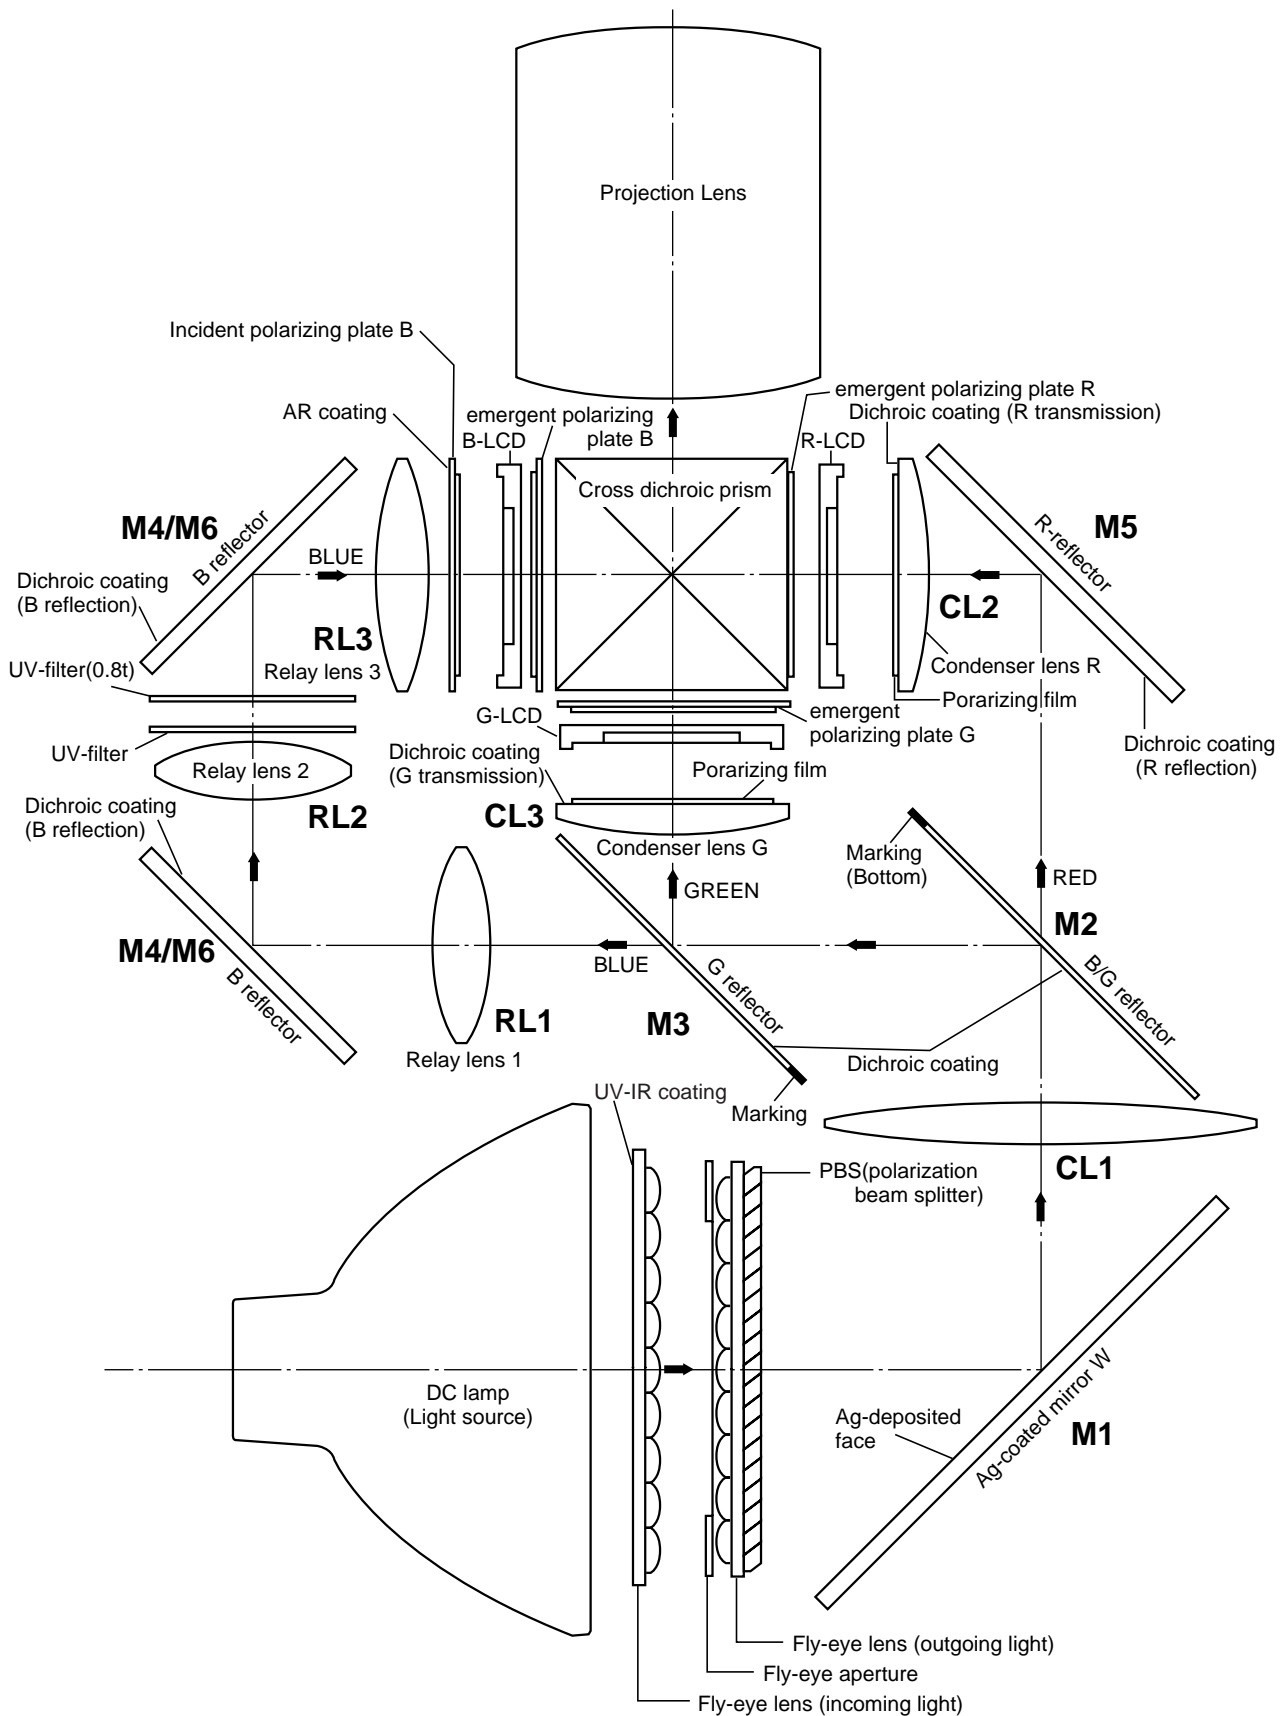 Projection Lens
Incident polarizing plate B
AR coating
emergent polarizing
plate B
B-LCD
emergent polarizing plate R
Dichroic coating (R transmission)
R-LCD
Cross dichroic prism
M4/M6
B reflector
BLUE
Dichroic coating
(B reflection)
RL3
Relay lens 3
UV-filter(0.8t)
UV-filter
Relay lens 2
RL2
M5
R-reflector
CL2
Condenser lens R
Porarizing film
Dichroic coating
(R reflection)
G-LCD
emergent
polarizing plate G
Dichroic coating
(G transmission)
Porarizing film
CL3
Condenser lens G
Dichroic coating
(B reflection)
M4/M6
B reflector
RL1
Relay lens 1
GREEN
BLUE
M3
G reflector
Marking
(Bottom)
RED
M2
B/G reflector
Dichroic coating
Marking
UV-IR coating
PBS(polarization
beam splitter)
CL1
DC lamp
(Light source)
Ag-deposited
face
Ag-coated mirror W
M1
Fly-eye lens (outgoing light)
Fly-eye aperture
Fly-eye lens (incoming light)